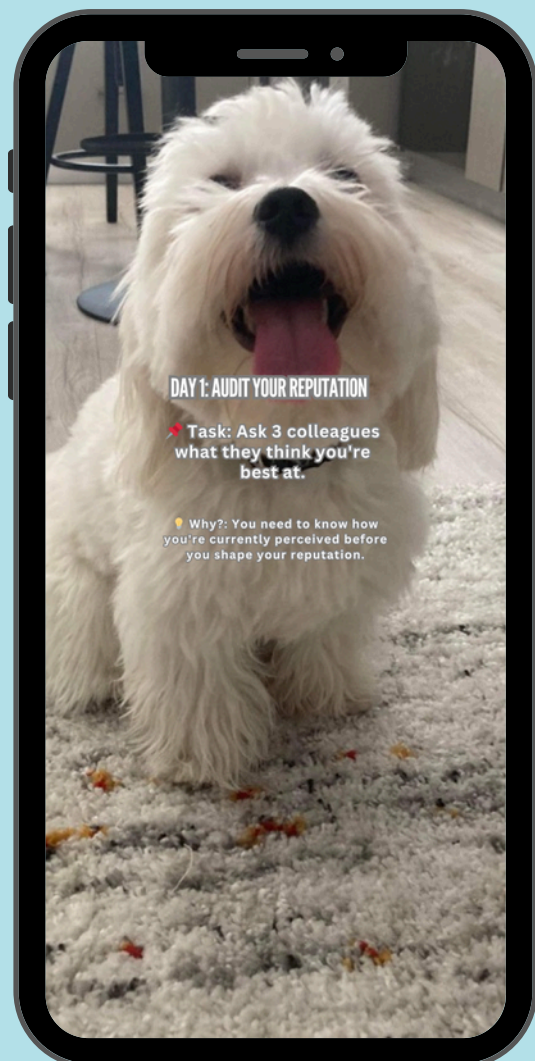 DAY 1: AUDIT YOUR REPUTATION
📌 Task: Ask 3 colleagues
what they think you're
best at.
💡 Why?: You need to know how
you're currently perceived before
you shape your reputation.